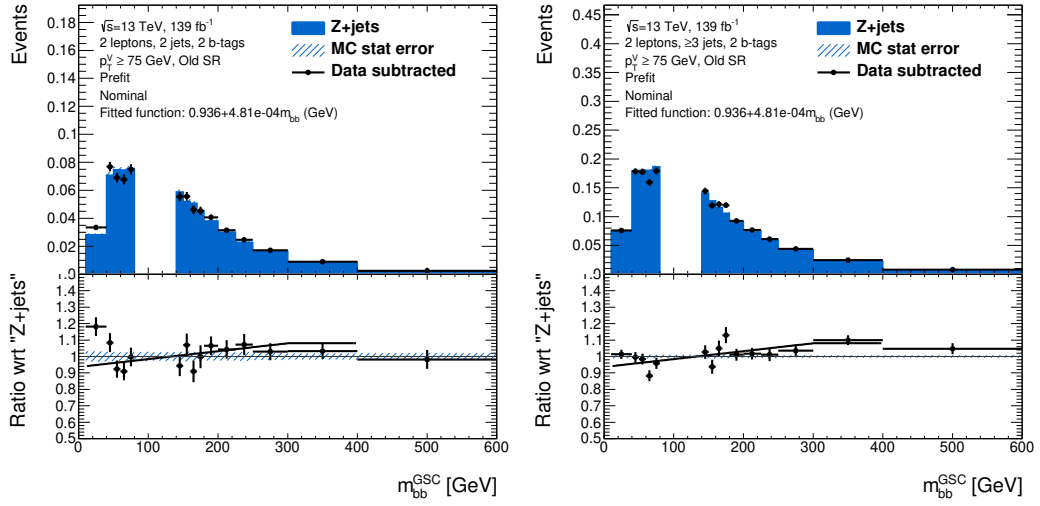 Events
0.18
0.16
0.14
0.12
0.1
0.08
0.06
0.04
0.02
0
√s=13 TeV, 139 fb⁻¹
2 leptons, 2 jets, 2 b-tags
p_T^V ≥ 75 GeV, Old SR
Prefit
Nominal
Fitted function: 0.936+4.81e-04m_bb (GeV)
Z+jets
MC stat error
Data subtracted
Ratio wrt "Z+jets"
1.4
1.3
1.2
1.1
1
0.9
0.8
0.7
0.6
0.5
0 100 200 300 400 500 600
m_bb^GSC [GeV]
Events
0.45
0.4
0.35
0.3
0.25
0.2
0.15
0.1
0.05
0
√s=13 TeV, 139 fb⁻¹
2 leptons, ≥3 jets, 2 b-tags
p_T^V ≥ 75 GeV, Old SR
Prefit
Nominal
Fitted function: 0.936+4.81e-04m_bb (GeV)
Z+jets
MC stat error
Data subtracted
Ratio wrt "Z+jets"
1.4
1.3
1.2
1.1
1
0.9
0.8
0.7
0.6
0.5
0 100 200 300 400 500 600
m_bb^GSC [GeV]